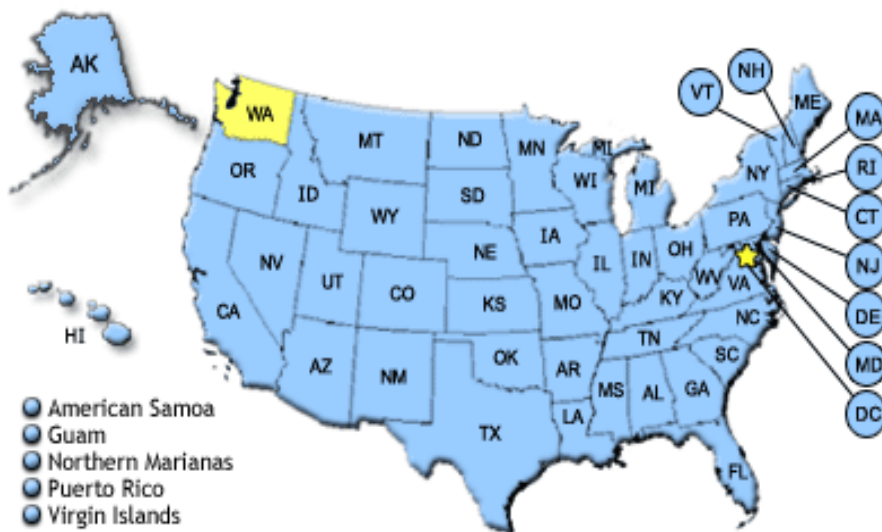 AK
WA
MT
ND
MN
MI
WI
MI
NY
VT
NH
ME
MA
RI
CT
NJ
DE
MD
DC
OR
ID
WY
SD
IA
NE
NV
UT
CO
KS
MO
IL
IN
OH
PA
WV
VA
KY
CA
AZ
NM
OK
AR
TN
NC
SC
MS
AL
GA
LA
TX
FL
HI
American Samoa
Guam
Northern Marianas
Puerto Rico
Virgin Islands